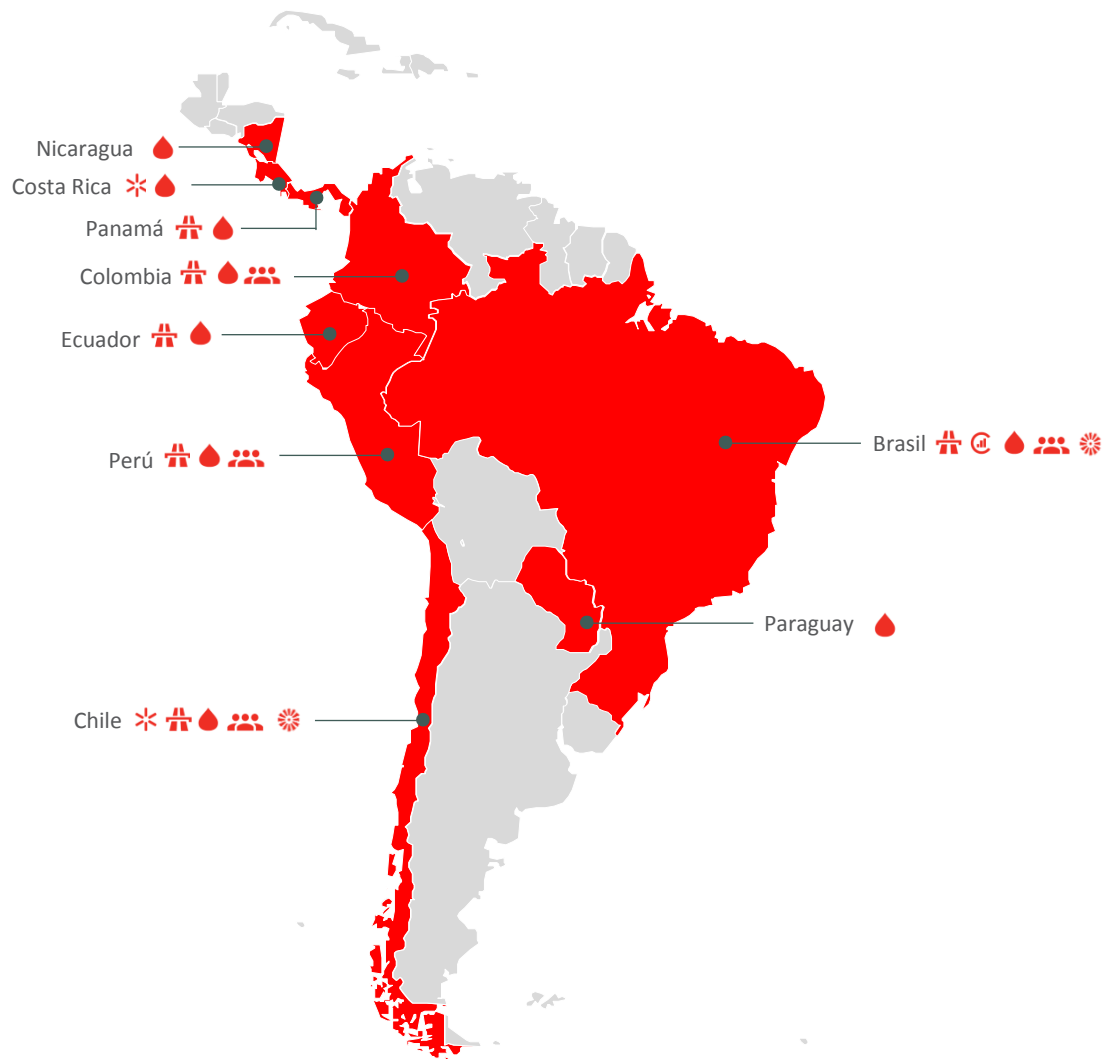 Nicaragua
Costa Rica
Panamá
Colombia
Ecuador
Perú
Brasil
Paraguay
Chile